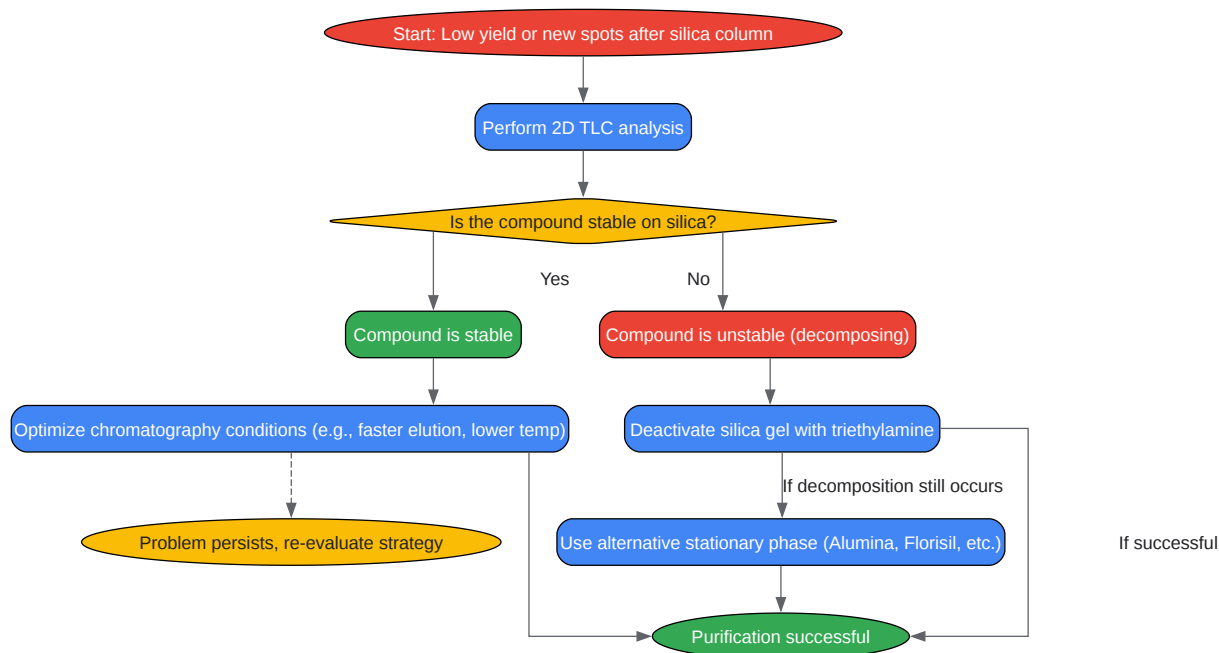 Start: Low yield or new spots after silica column
Perform 2D TLC analysis
Is the compound stable on silica?
Yes
No
Compound is stable
Compound is unstable (decomposing)
Optimize chromatography conditions (e.g., faster elution, lower temp)
Deactivate silica gel with triethylamine
If decomposition still occurs
Problem persists, re-evaluate strategy
Use alternative stationary phase (Alumina, Florisil, etc.)
If successful
Purification successful